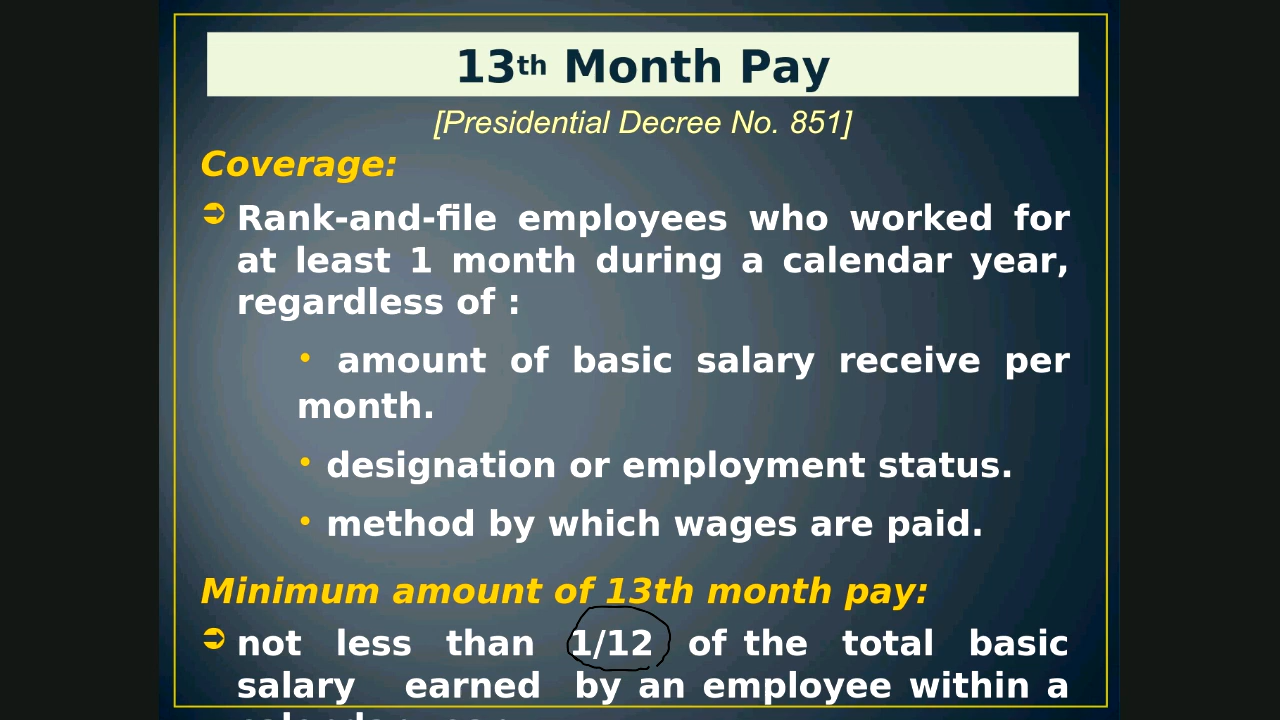 13th Month Pay
[Presidential Decree No. 851]
Coverage:
➲ Rank-and-file employees who worked for
at least 1 month during a calendar year,
regardless of :
• amount of basic salary receive per
month.
• designation or employment status.
• method by which wages are paid.
Minimum amount of 13th month pay:
➲ not less than 1/12 of the total basic
salary earned by an employee within a